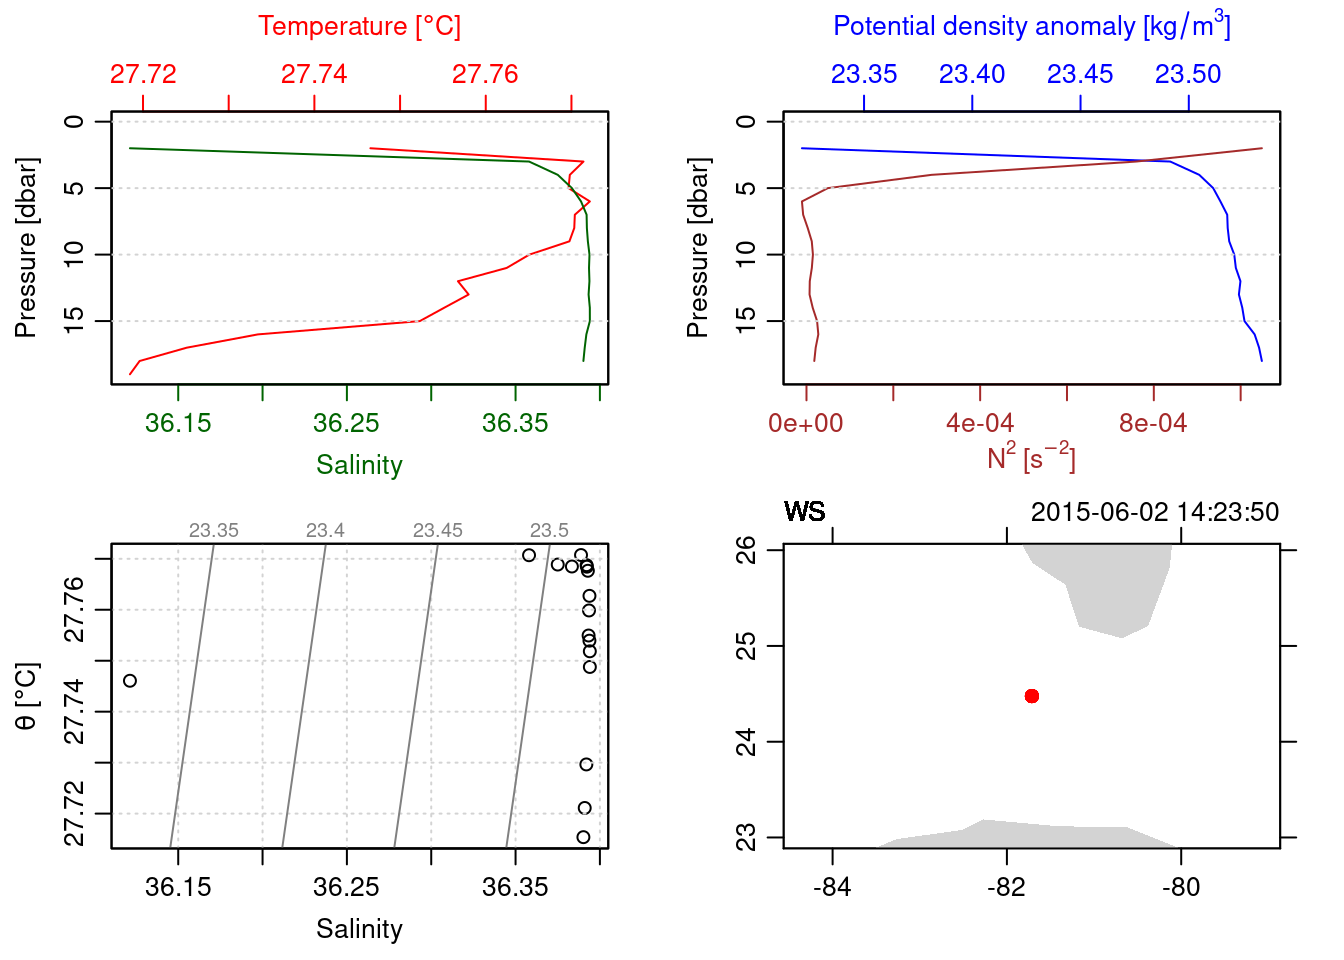 Temperature [°C]
27.72 27.74 27.76
Pressure [dbar]
0
5
10
15
36.15 36.25 36.35
Salinity
Potential density anomaly [kg/m³]
23.35 23.40 23.45 23.50
Pressure [dbar]
0
5
10
15
0e+00 4e-04 8e-04
N² [s⁻²]
23.35 23.4 23.45 23.5
θ [°C]
27.76
27.74
27.72
36.15 36.25 36.35
Salinity
WS 2015-06-02 14:23:50
26
25
24
23
-84 -82 -80